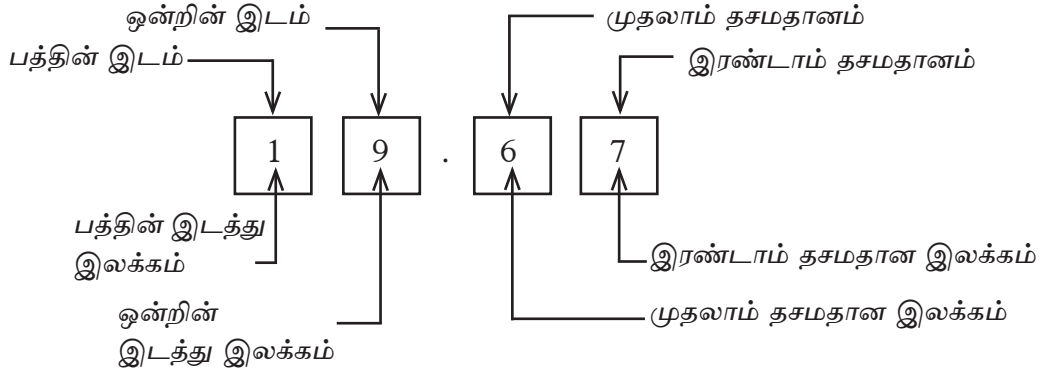 ஒன்றின் இடம்
முதலாம் தசமதானம்
பத்தின் இடம்
இரண்டாம் தசமதானம்
1 9 . 6 7
பத்தின் இடத்து
இலக்கம்
இரண்டாம் தசமதான இலக்கம்
ஒன்றின்
இடத்து இலக்கம்
முதலாம் தசமதான இலக்கம்